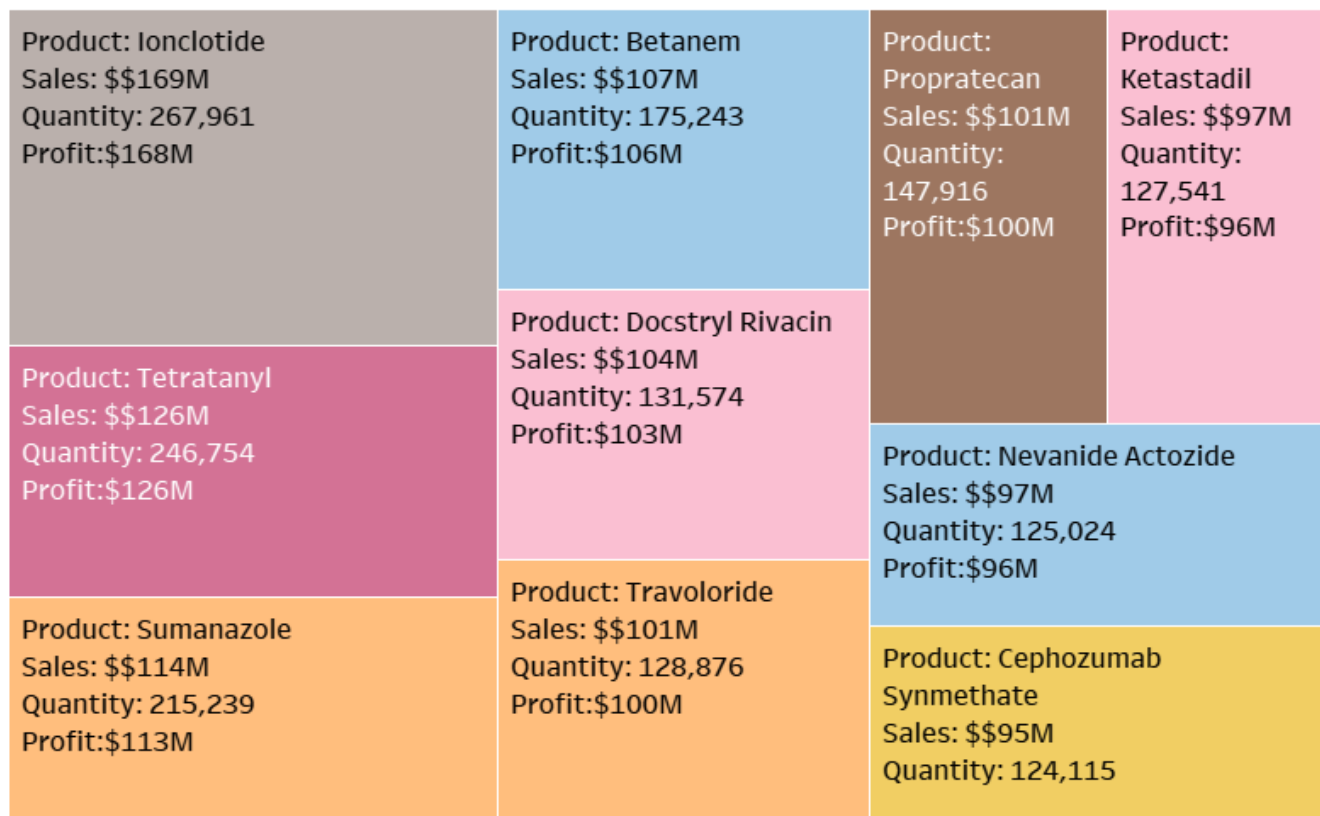 Product: Ionclotide
Sales: $$169M
Quantity: 267,961
Profit:$168M
Product: Tetratanyl
Sales: $$126M
Quantity: 246,754
Profit:$126M
Product: Sumanazole
Sales: $$114M
Quantity: 215,239
Profit:$113M
Product: Betanem
Sales: $$107M
Quantity: 175,243
Profit:$106M
Product: Docstryl Rivacin
Sales: $$104M
Quantity: 131,574
Profit:$103M
Product: Travoloride
Sales: $$101M
Quantity: 128,876
Profit:$100M
Product:
Propratecan
Sales: $$101M
Quantity:
147,916
Profit:$100M
Product:
Ketastadil
Sales: $$97M
Quantity:
127,541
Profit:$96M
Product: Nevanide Actozide
Sales: $$97M
Quantity: 125,024
Profit:$96M
Product: Cephozumab
Synmethate
Sales: $$95M
Quantity: 124,115